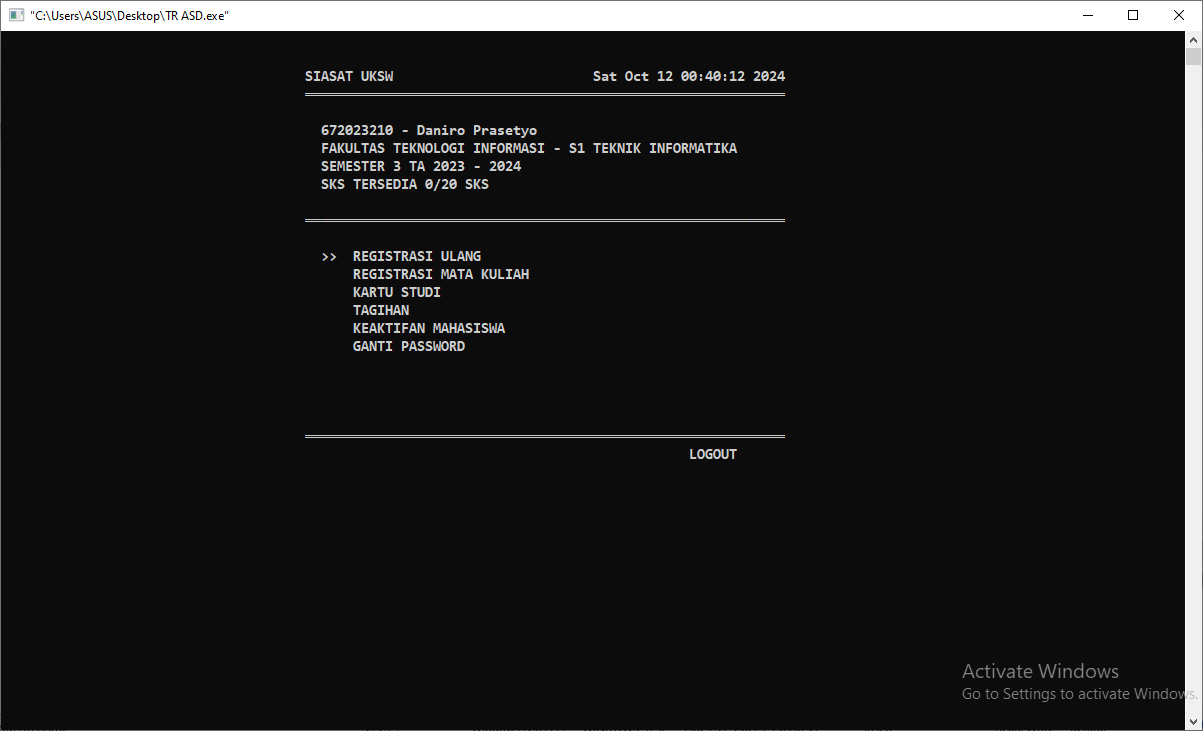 "C:\Users\ASUS\Desktop\TR ASD.exe"
SIASAT UKSW Sat Oct 12 00:40:12 2024
672023210 - Daniro Prasetyo
FAKULTAS TEKNOLOGI INFORMASI - S1 TEKNIK INFORMATIKA
SEMESTER 3 TA 2023 - 2024
SKS TERSEDIA 0/20 SKS
>> REGISTRASI ULANG
REGISTRASI MATA KULIAH
KARTU STUDI
TAGIHAN
KEAKTIFAN MAHASISWA
GANTI PASSWORD
LOGOUT
Activate Windows
Go to Settings to activate Windows.